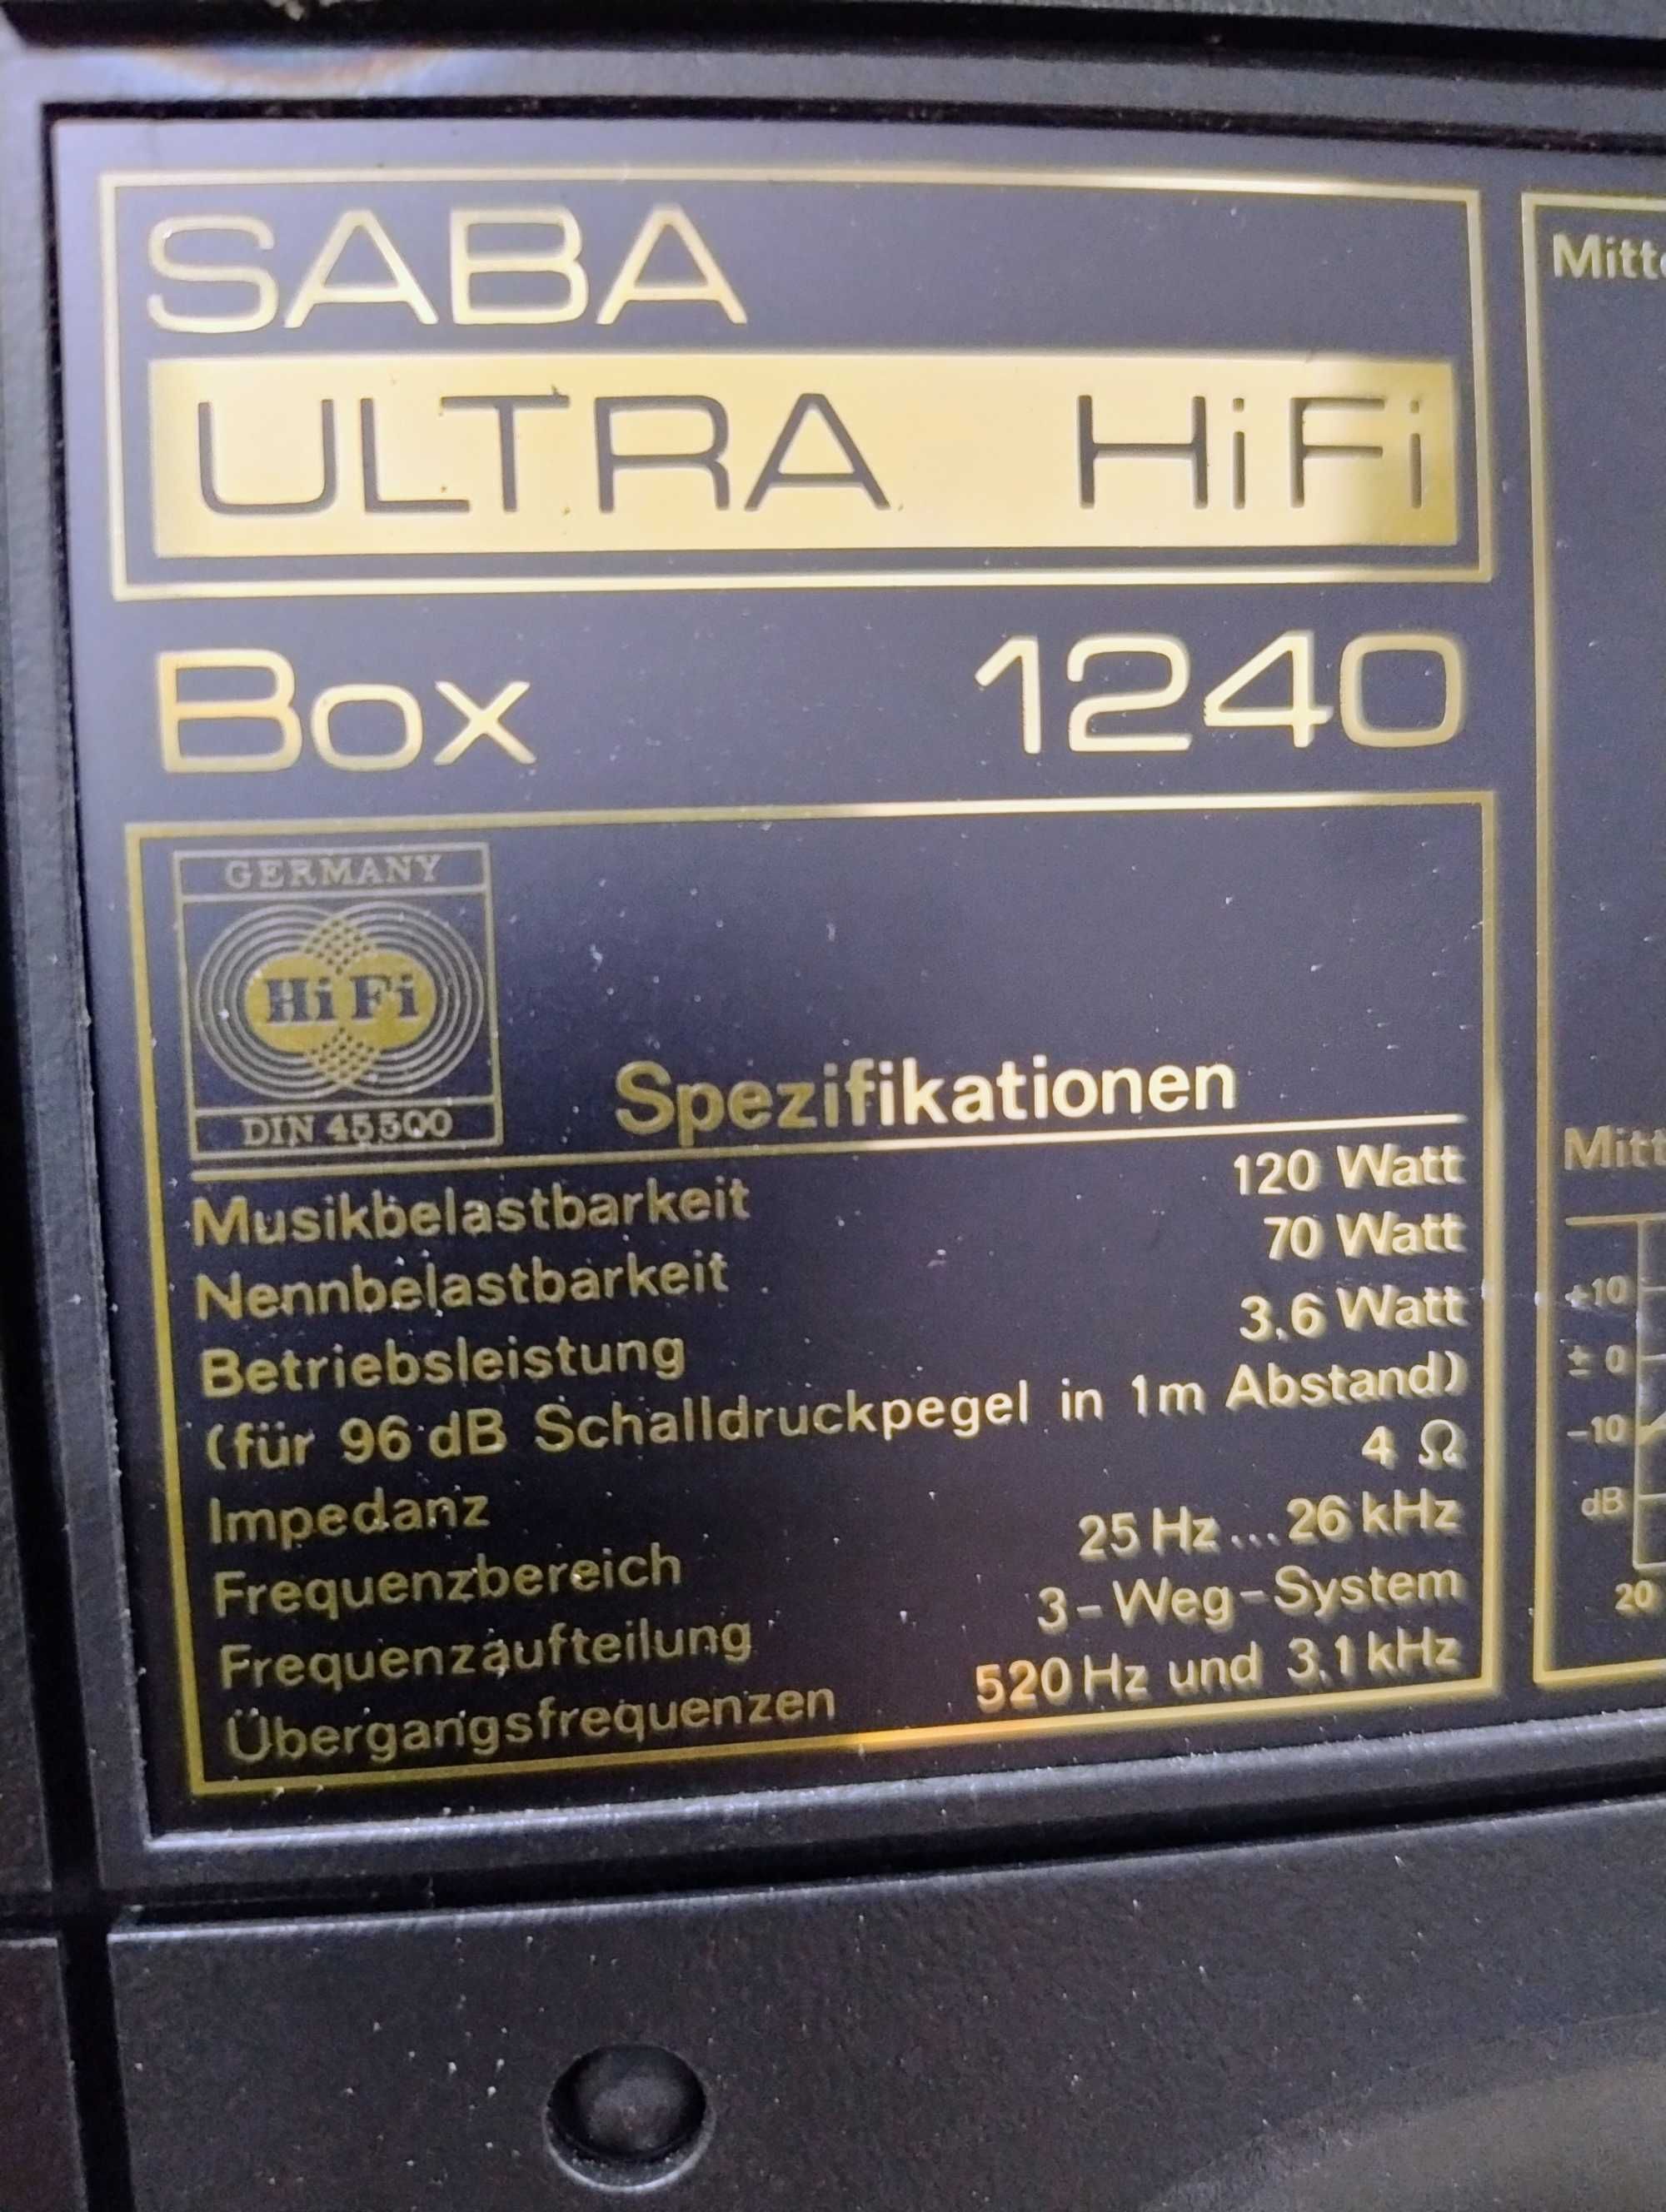 SABA
ULTRA HiFi
Box 1240
GERMANY
HiFi
DIN 45500
Spezifikationen
Musikbelastbarkeit 120 Watt
Nennbelastbarkeit 70 Watt
Betriebsleistung 3,6 Watt
(für 96 dB Schalldruckpegel in 1m Abstand)
Impedanz 4 Ω
Frequenzbereich 25 Hz... 26 kHz
Frequenzaufteilung 3-Weg-System
Übergangsfrequenzen 520 Hz und 3,1 kHz
+10
± 0
-10
dB
20